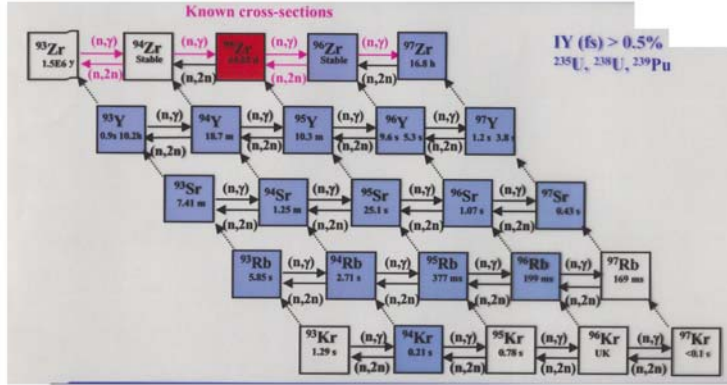 Known cross-sections
IY (fs) > 0.5%
²³⁵U, ²³⁸U, ²³⁹Pu
⁹³Zr (n,γ) ⁹⁴Zr (n,γ) Zr (n,γ) ⁹⁶Zr (n,γ) ⁹⁷Zr
1.5E6 y (n,2n) Stable (n,2n) (n,2n) Stable (n,2n) 16.8 h
⁹³Y (n,γ) ⁹⁴Y (n,γ) ⁹⁵Y (n,γ) ⁹⁶Y (n,γ) ⁹⁷Y
0.9s 10.2h (n,2n) 18.7 m (n,2n) 10.3 m (n,2n) 9.6 s 5.3 s (n,2n) 1.2 s 3.8 s
⁹³Sr (n,γ) ⁹⁴Sr (n,γ) ⁹⁵Sr (n,γ) ⁹⁶Sr (n,γ) ⁹⁷Sr
7.41 m (n,2n) 1.25 m (n,2n) 25.1 s (n,2n) 1.07 s (n,2n) 0.43 s
⁹³Rb (n,γ) ⁹⁴Rb (n,γ) ⁹⁵Rb (n,γ) ⁹⁶Rb (n,γ) ⁹⁷Rb
5.85 s (n,2n) 2.71 s (n,2n) 377 ms (n,2n) 199 ms (n,2n) 169 ms
⁹³Kr (n,γ) ⁹⁴Kr (n,γ) ⁹⁵Kr (n,γ) ⁹⁶Kr (n,γ) ⁹⁷Kr
1.29 s (n,2n) 0.21 s (n,2n) 0.78 s (n,2n) UK (n,2n) <0.1 s